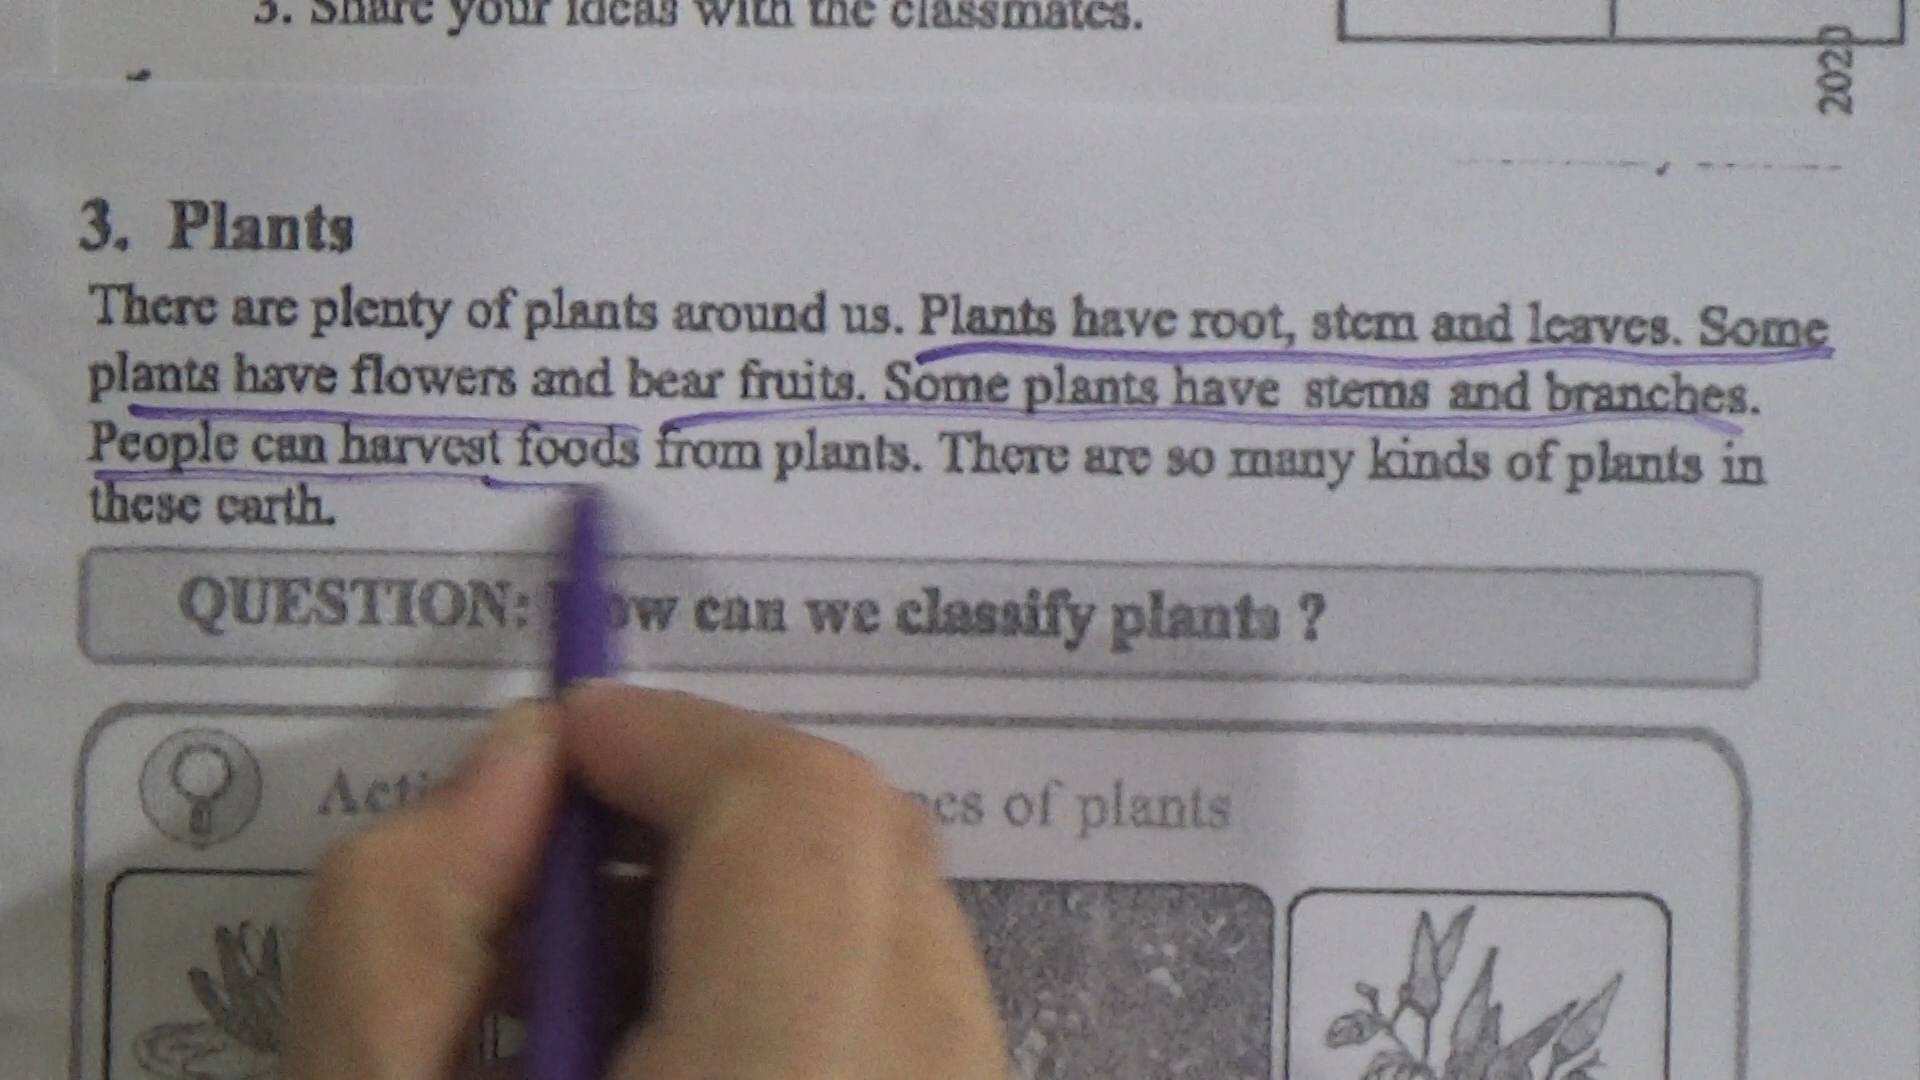 3. Share your ideas with the classmates.
2020
3. Plants
There are plenty of plants around us. Plants have root, stem and leaves. Some
plants have flowers and bear fruits. Some plants have stems and branches.
People can harvest foods from plants. There are so many kinds of plants in
these earth.
QUESTION: can we classify plants ?
of plants